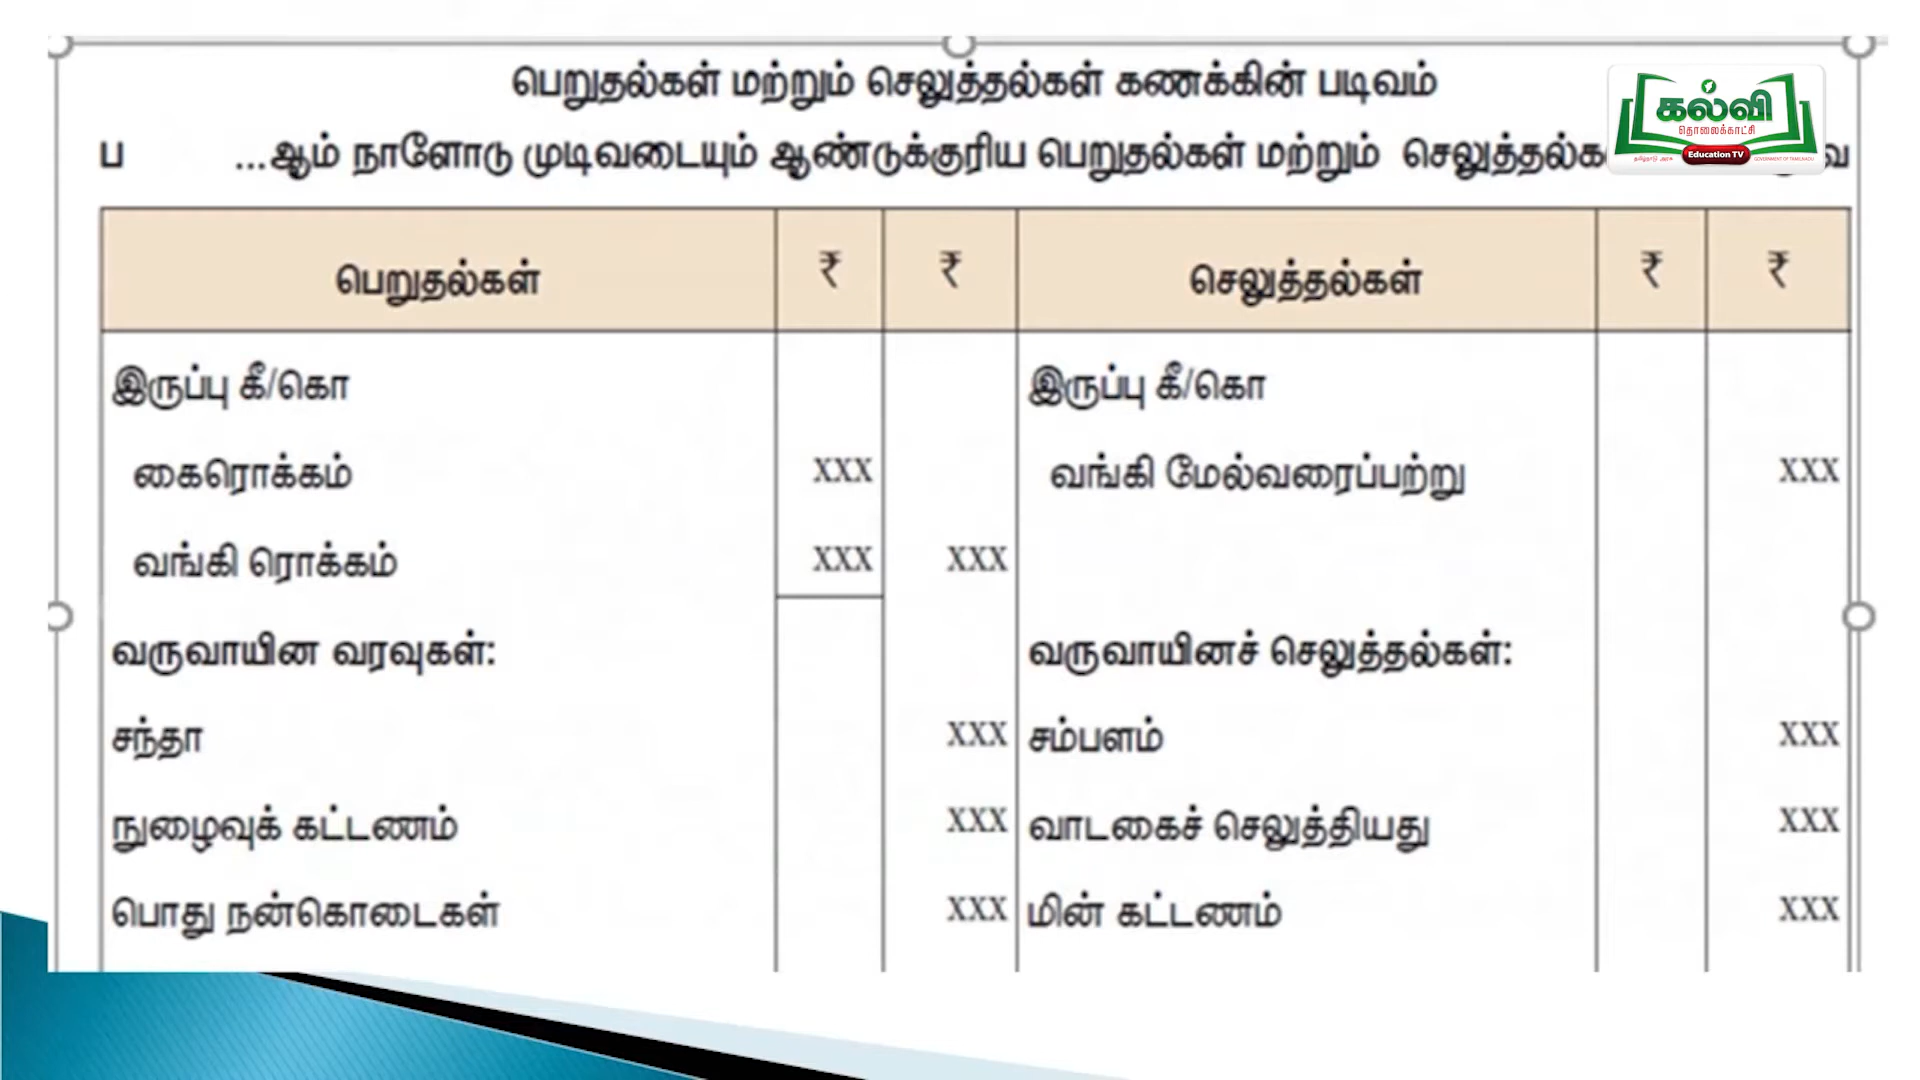 பெறுதல்கள் மற்றும் செலுத்தல்கள் கணக்கின் படிவம்
ப ...ஆம் நாளோடு முடிவடையும் ஆண்டுக்குரிய பெறுதல்கள் மற்றும்
கல்வி
தொலைக்காட்சி
Education TV
பெறுதல்கள் ₹ ₹ செலுத்தல்கள் ₹ ₹
இருப்பு கீ/கொ இருப்பு கீ/கொ
கைரொக்கம் XXX வங்கி மேல்வரைப்பற்று XXX
வங்கி ரொக்கம் XXX XXX
வருவாயின வரவுகள்: வருவாயினச் செலுத்தல்கள்:
சந்தா XXX சம்பளம் XXX
நுழைவுக் கட்டணம் XXX வாடகைச் செலுத்தியது XXX
பொது நன்கொடைகள் XXX மின் கட்டணம் XXX